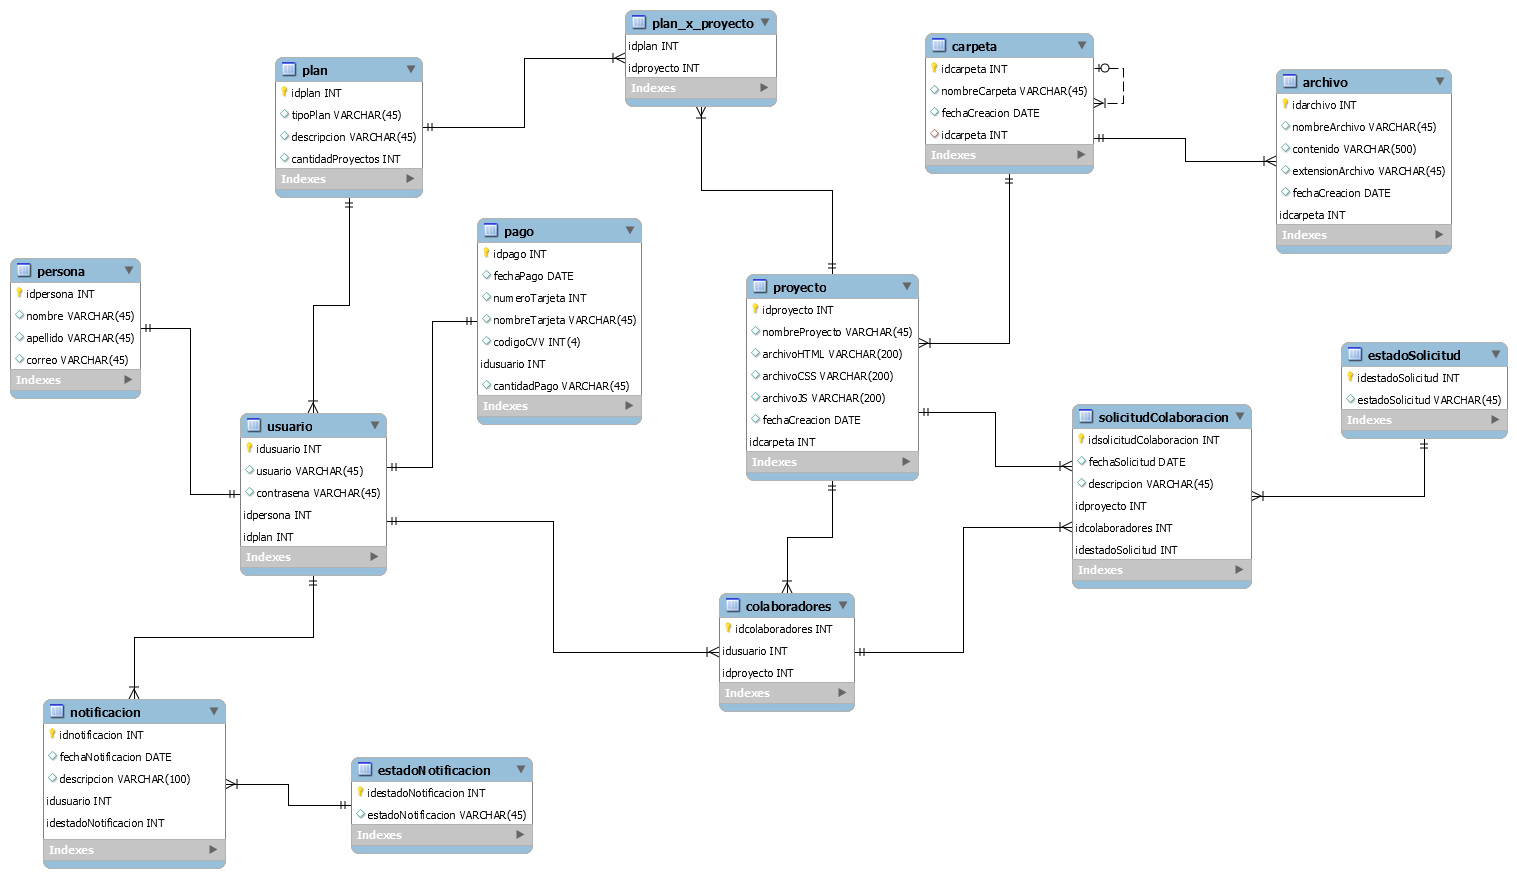 plan_x_proyecto
idplan INT
idproyecto INT
Indexes
carpeta
idcarpeta INT
nombreCarpeta VARCHAR(45)
fechaCreacion DATE
idcarpeta INT
Indexes
plan
idplan INT
tipoPlan VARCHAR(45)
descripcion VARCHAR(45)
cantidadProyectos INT
Indexes
archivo
idarchivo INT
nombreArchivo VARCHAR(45)
contenido VARCHAR(500)
extensionArchivo VARCHAR(45)
fechaCreacion DATE
idcarpeta INT
Indexes
pago
idpago INT
fechaPago DATE
numeroTarjeta INT
nombreTarjeta VARCHAR(45)
codigoCVV INT(4)
idusuario INT
cantidadPago VARCHAR(45)
Indexes
persona
idpersona INT
nombre VARCHAR(45)
apellido VARCHAR(45)
correo VARCHAR(45)
Indexes
proyecto
idproyecto INT
nombreProyecto VARCHAR(45)
archivoHTML VARCHAR(200)
archivoCSS VARCHAR(200)
archivoJS VARCHAR(200)
fechaCreacion DATE
idcarpeta INT
Indexes
estadoSolicitud
idestadoSolicitud INT
estadoSolicitud VARCHAR(45)
Indexes
usuario
idusuario INT
usuario VARCHAR(45)
contrasena VARCHAR(45)
idpersona INT
idplan INT
Indexes
solicitudColaboracion
idsolicitudColaboracion INT
fechaSolicitud DATE
descripcion VARCHAR(45)
idproyecto INT
idcolaboradores INT
idestadoSolicitud INT
Indexes
colaboradores
idcolaboradores INT
idusuario INT
idproyecto INT
Indexes
notificacion
idnotificacion INT
fechaNotificacion DATE
descripcion VARCHAR(100)
idusuario INT
idestadoNotificacion INT
Indexes
estadoNotificacion
idestadoNotificacion INT
estadoNotificacion VARCHAR(45)
Indexes